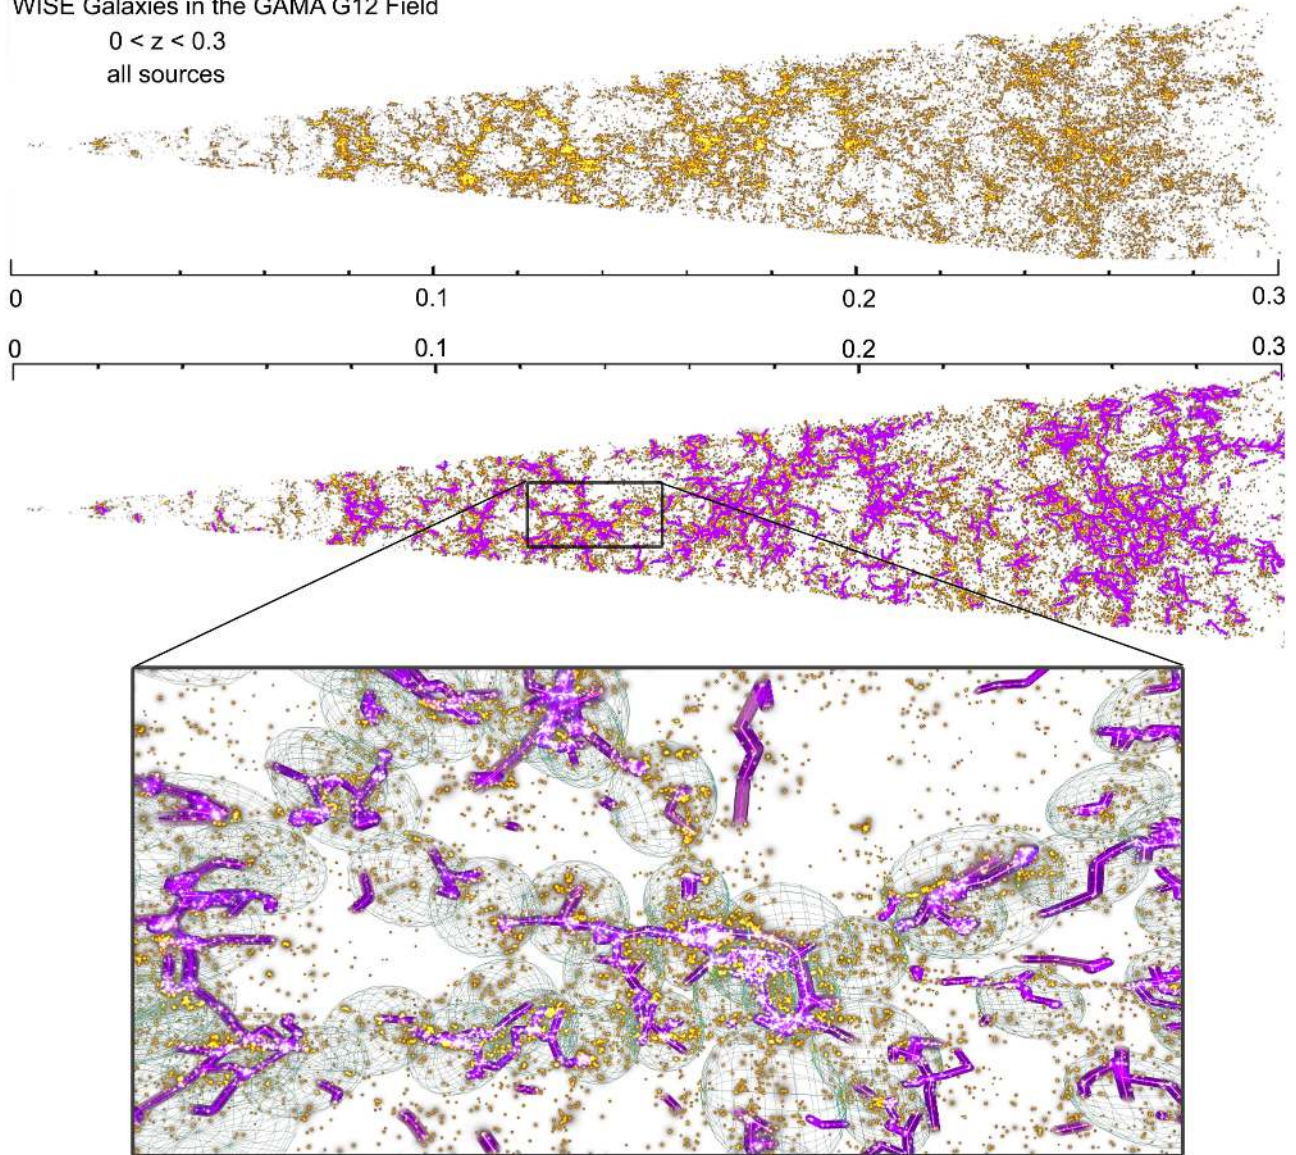 WISE Galaxies in the GAMA G12 Field
0 < z < 0.3
all sources
0 0.1 0.2 0.3
0 0.1 0.2 0.3